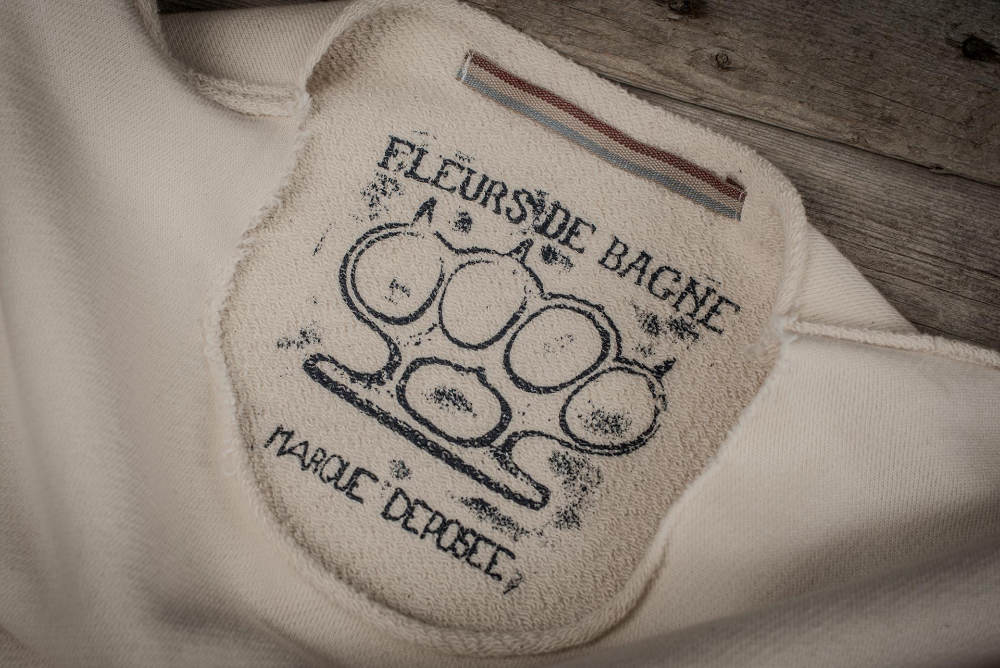 FLEURS DE BAGNE
MARQUE DEPOSEE,